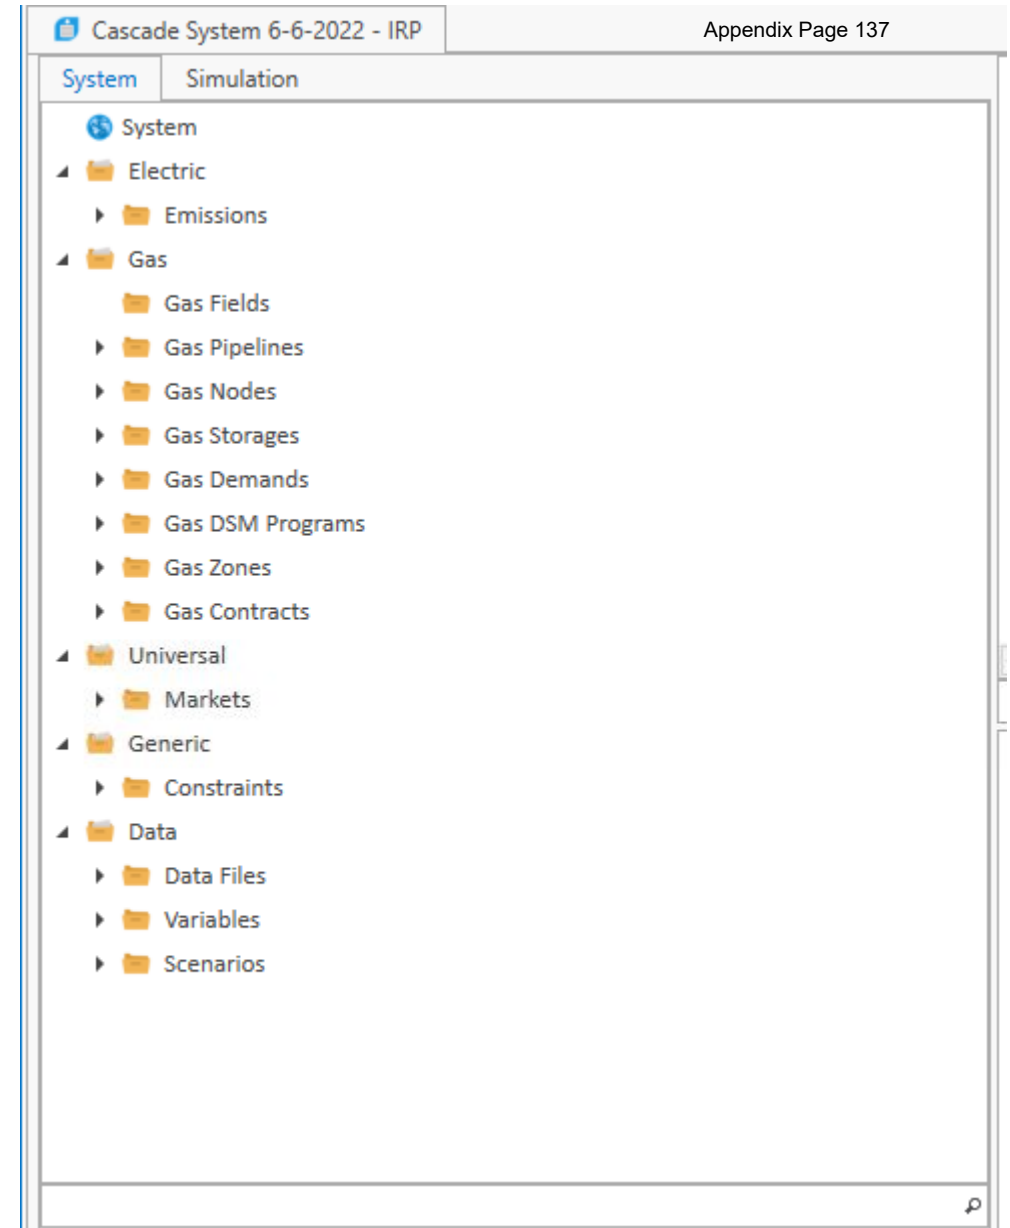 Cascade System 6-6-2022 - IRP
Appendix Page 137
System Simulation
System
Electric
Emissions
Gas
Gas Fields
Gas Pipelines
Gas Nodes
Gas Storages
Gas Demands
Gas DSM Programs
Gas Zones
Gas Contracts
Universal
Markets
Generic
Constraints
Data
Data Files
Variables
Scenarios